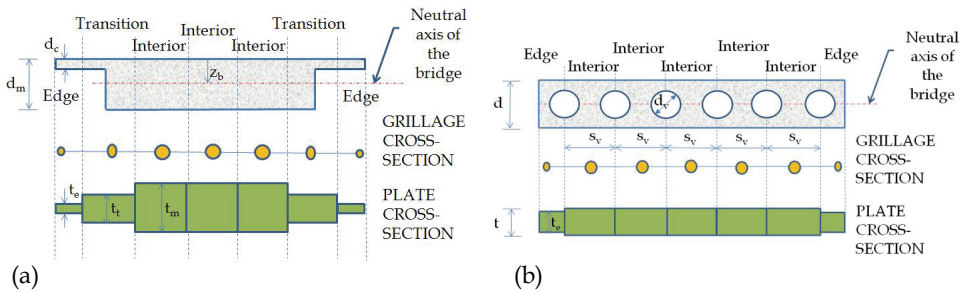 Transition
Interior
Transition
Interior
Interior
Neutral
axis of
the
bridge
d_c
d_m
z_b
Edge
Edge
GRILLAGE
CROSS-
SECTION
t_e
t_t
t_m
PLATE
CROSS-
SECTION
(a)
Edge
Interior
Interior
Edge
Interior
Interior
Interior
Neutral
axis of
the
bridge
d
d_v
s_v
s_v
s_v
s_v
s_v
GRILLAGE
CROSS-
SECTION
t
t_e
PLATE
CROSS-
SECTION
(b)